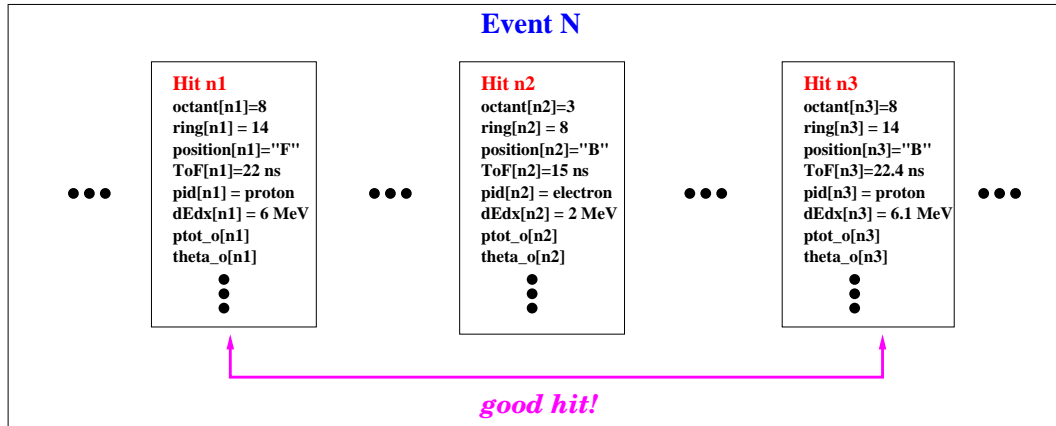 Event N
Hit n1
octant[n1]=8
ring[n1] = 14
position[n1]="F"
ToF[n1]=22 ns
pid[n1] = proton
dEdx[n1] = 6 MeV
ptot_o[n1]
theta_o[n1]
Hit n2
octant[n2]=3
ring[n2] = 8
position[n2]="B"
ToF[n2]=15 ns
pid[n2] = electron
dEdx[n2] = 2 MeV
ptot_o[n2]
theta_o[n2]
Hit n3
octant[n3]=8
ring[n3] = 14
position[n3]="B"
ToF[n3]=22.4 ns
pid[n3] = proton
dEdx[n3] = 6.1 MeV
ptot_o[n3]
theta_o[n3]
good hit!